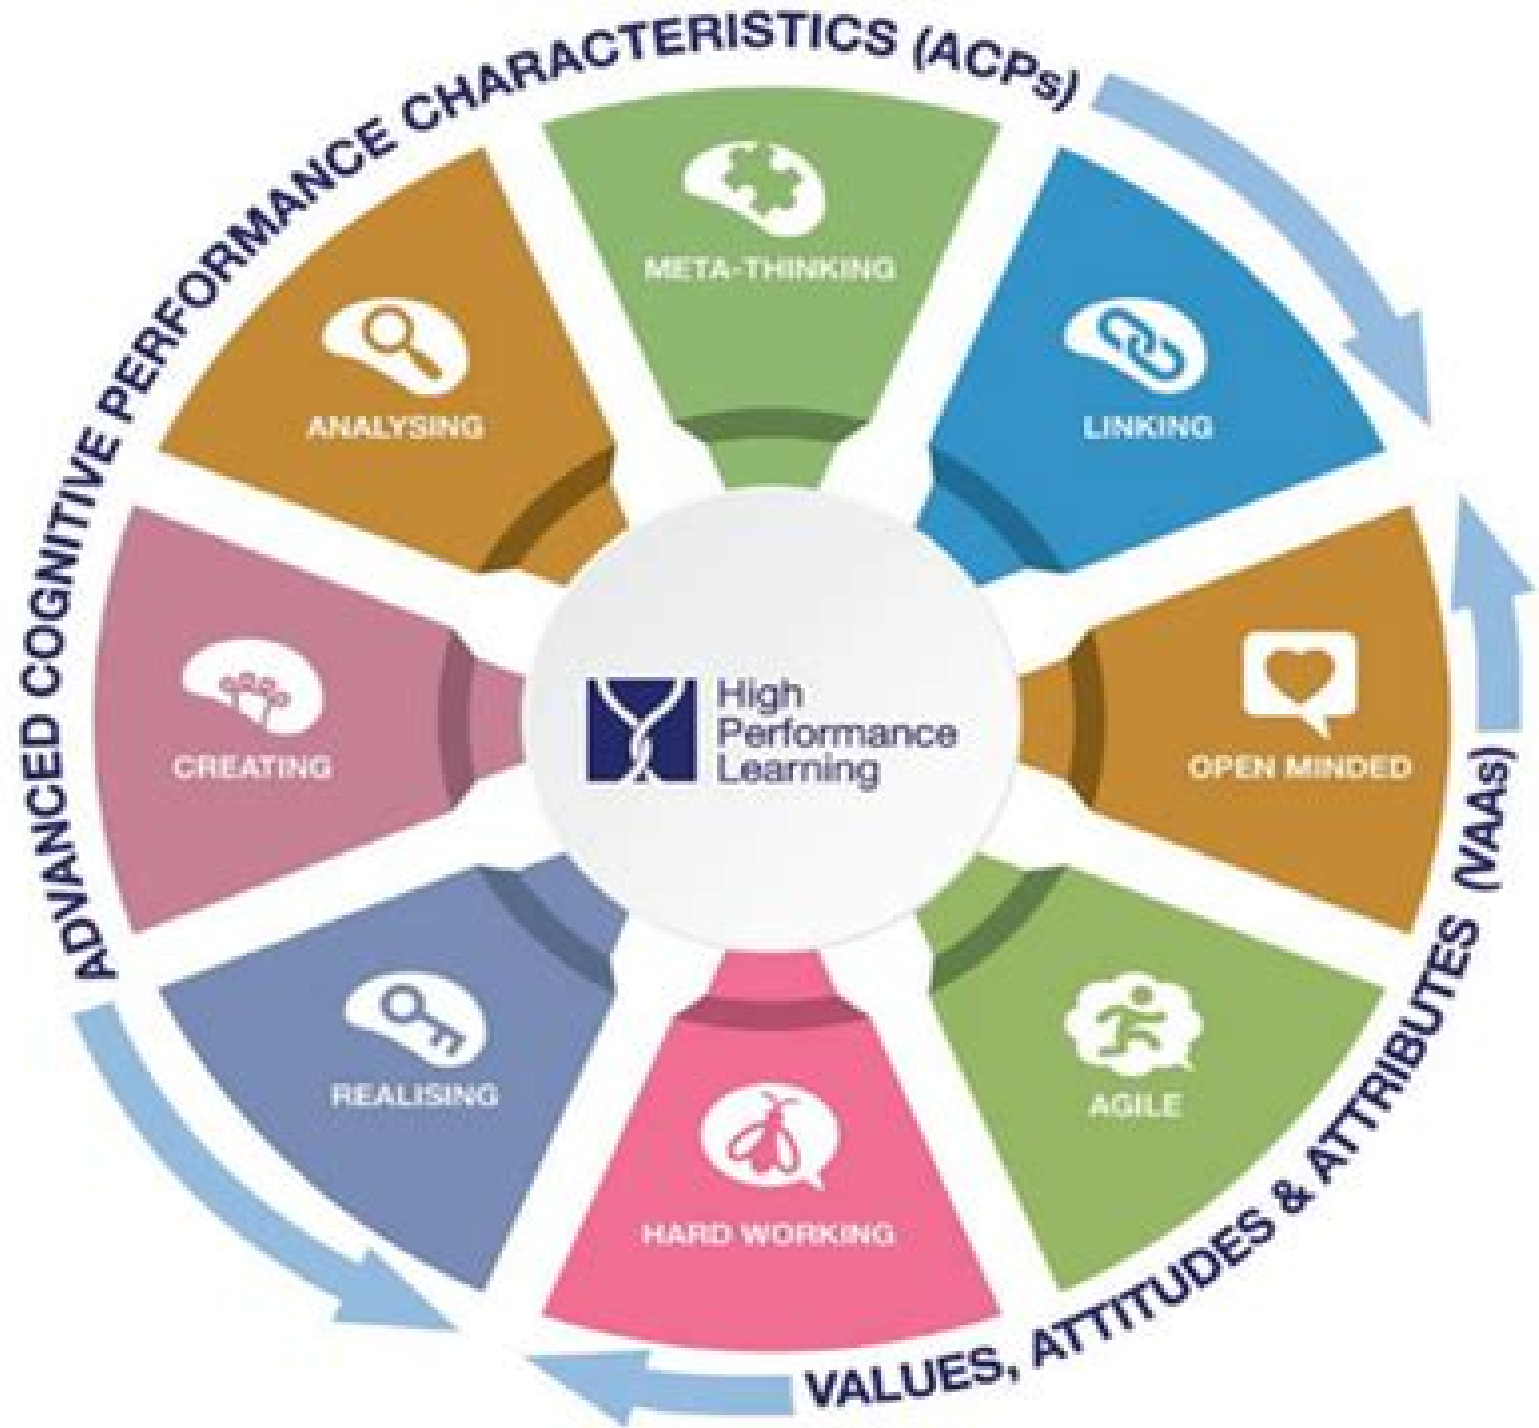 ADVANCED COGNITIVE PERFORMANCE CHARACTERISTICS (ACPs)
META-THINKING
LINKING
ANALYSING
CREATING
OPEN MINDED
High
Performance
Learning
REALISING
AGILE
HARD WORKING
VALUES, ATTITUDES & ATTRIBUTES (VAAs)